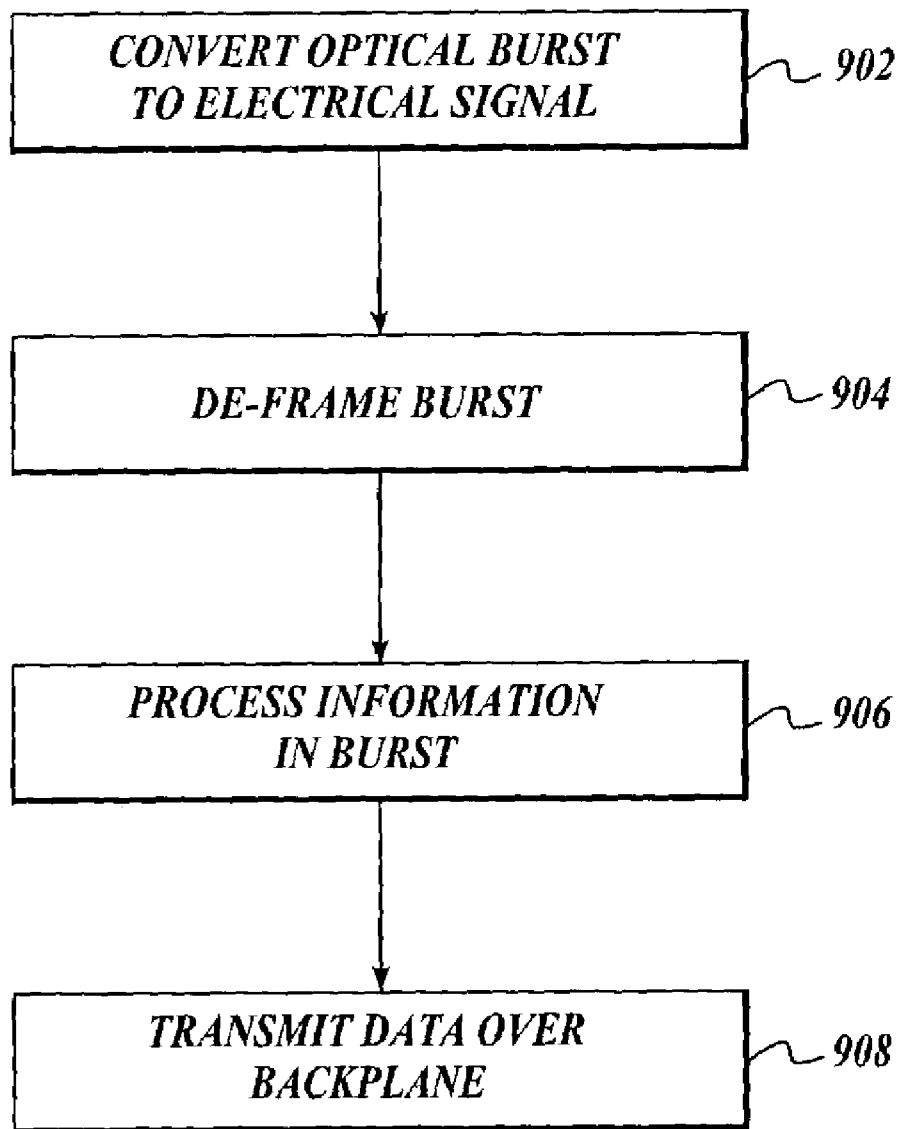 CONVERT OPTICAL BURST
TO ELECTRICAL SIGNAL
902
DE-FRAME BURST
904
PROCESS INFORMATION
IN BURST
906
TRANSMIT DATA OVER
BACKPLANE
908